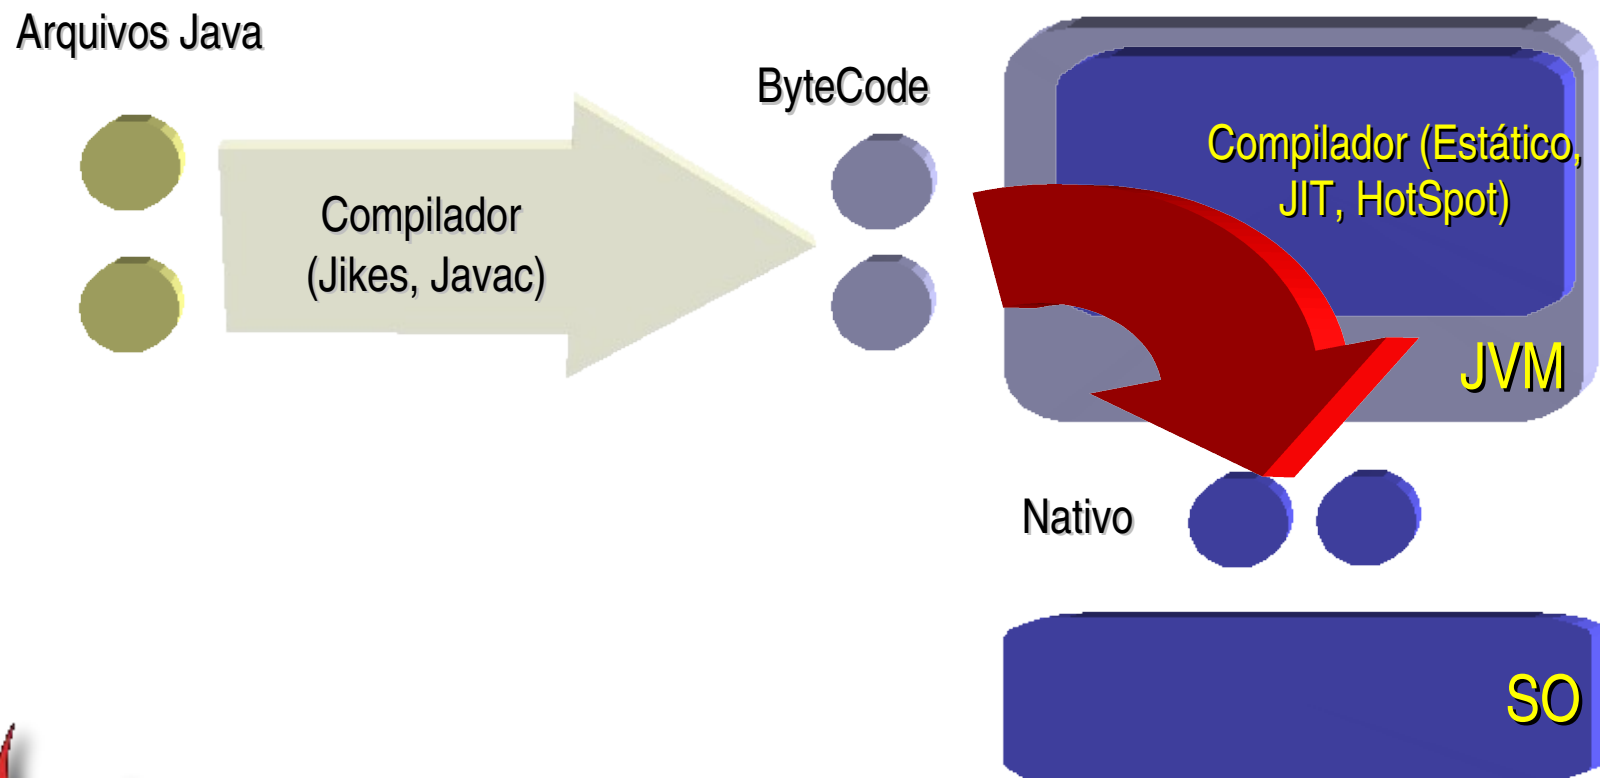 Arquivos Java
ByteCode
Compilador (Estático,
JIT, HotSpot)
Compilador
(Jikes, Javac)
JVM
Nativo
SO